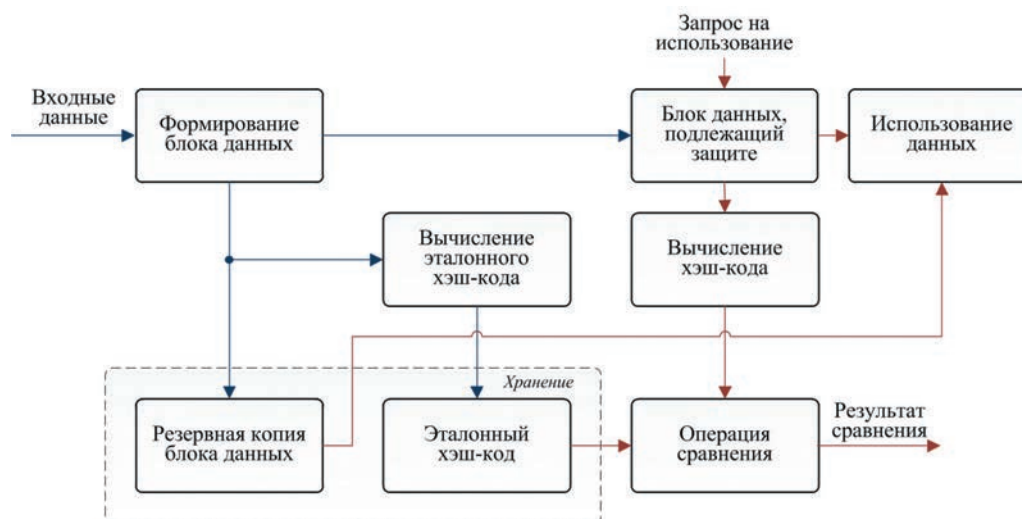 Запрос на
использование
Входные
данные
Формирование
блока данных
Блок данных,
подлежащий
защите
Использование
данных
Вычисление
эталонного
хэш-кода
Вычисление
хэш-кода
Хранение
Резервная копия
блока данных
Эталонный
хэш-код
Операция
сравнения
Результат
сравнения